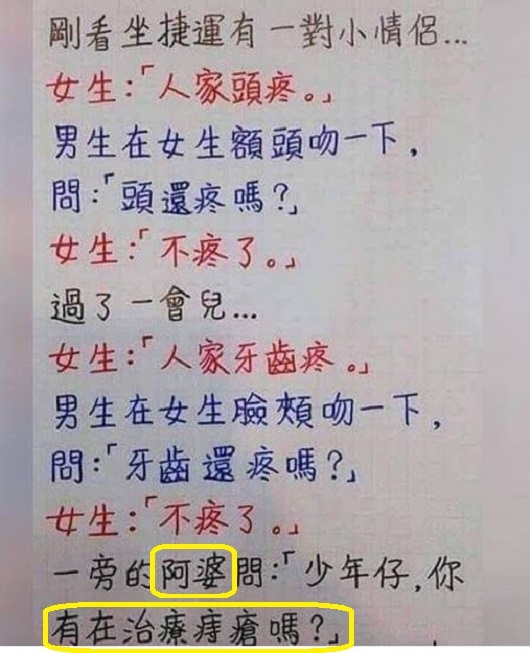 剛看坐捷運有一對小情侶...
女生:「人家頭疼。」
男生在女生額頭吻一下,
問:「頭還疼嗎?」
女生:「不疼了。」
過了一會兒...
女生:「人家牙齒疼。」
男生在女生臉頰吻一下,
問:「牙齒還疼嗎?」
女生:「不疼了。」
一旁的阿婆問:「少年仔,你
有在治療痔瘡嗎?」